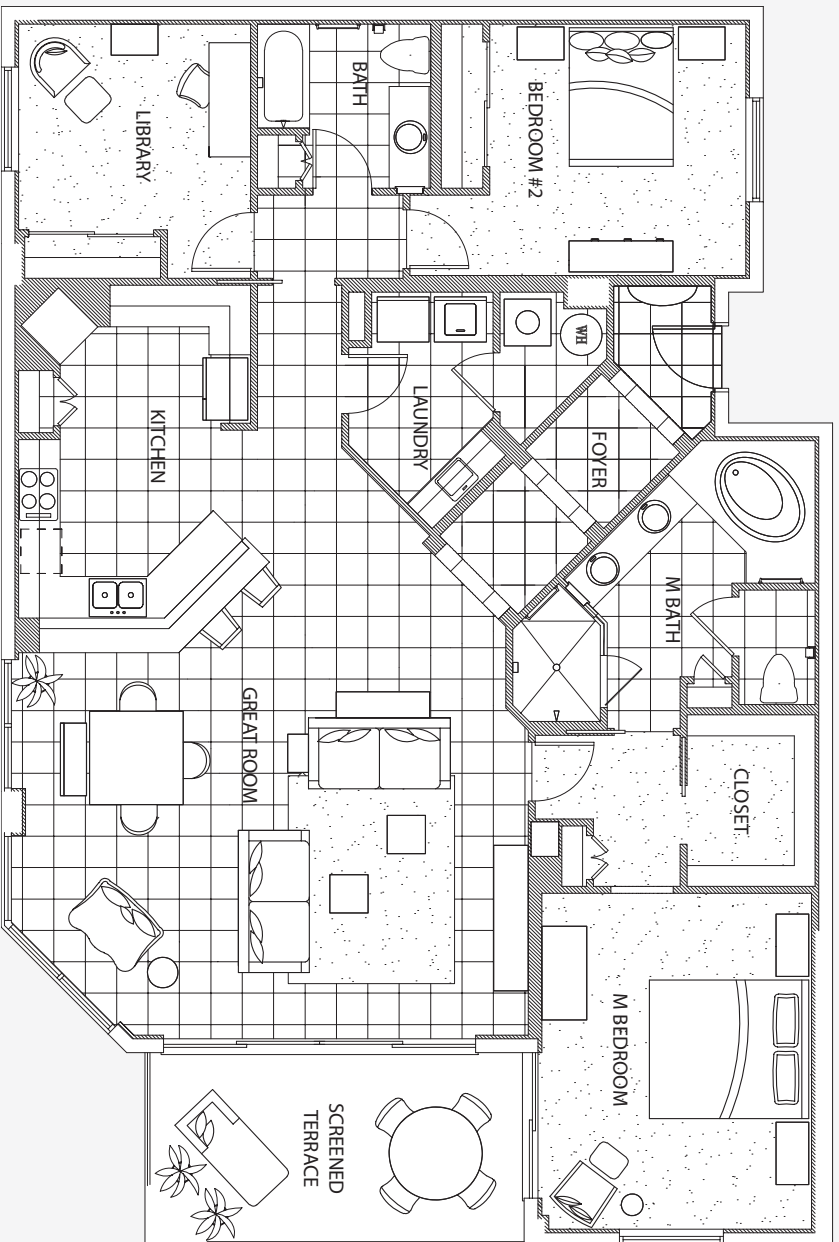 LIBRARY
BATH
BEDROOM #2
KITCHEN
LAUNDRY
WH
FOYER
M BATH
GREAT ROOM
CLOSET
M BEDROOM
SCREENED
TERRACE